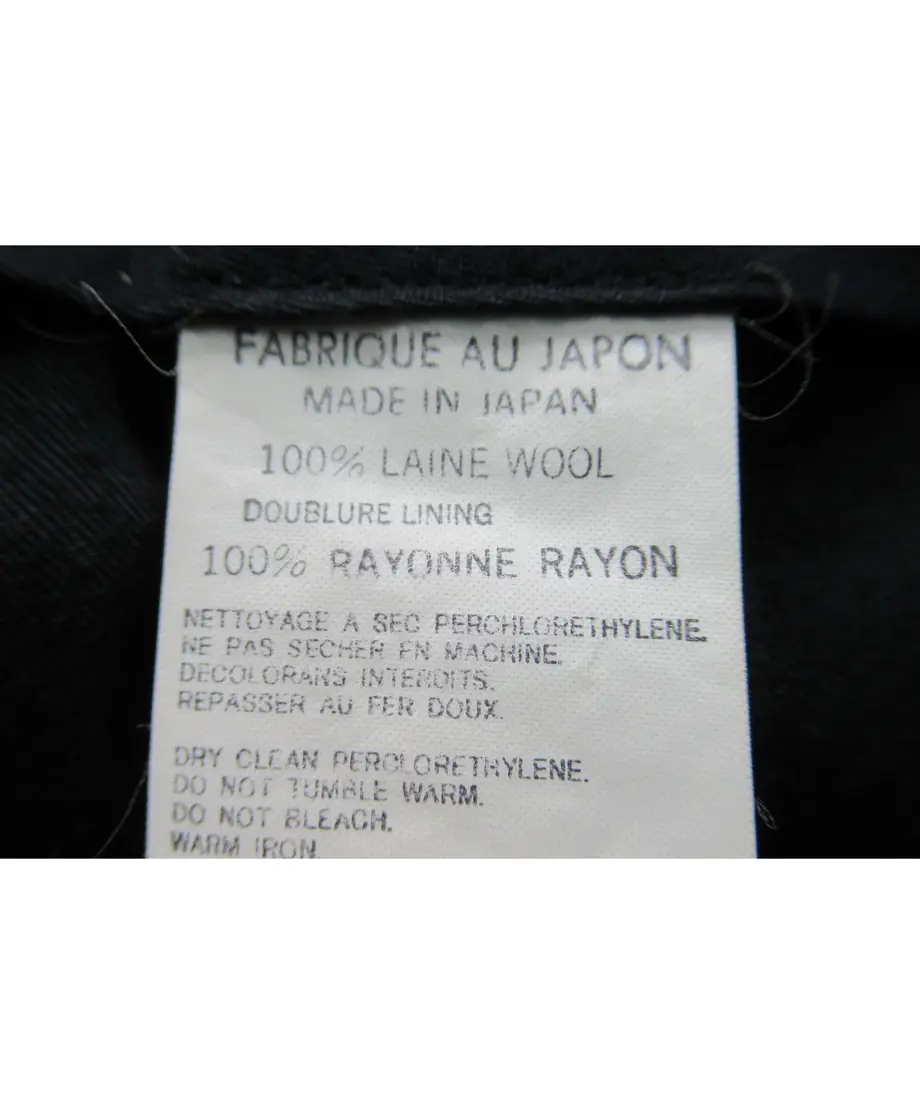 FABRIQUE AU JAPON
MADE IN JAPAN
100% LAINE WOOL
DOUBLURE LINING
100% RAYONNE RAYON
NETTOYAGE A SEC PERCHLORETHYLENE.
NE PAS SECHER EN MACHINE.
DECOLORANS INTERDITS.
REPASSER AU FER DOUX.
DRY CLEAN PERCLORETHYLENE.
DO NOT TUMBLE WARM.
DO NOT BLEACH.
WARM IRON.